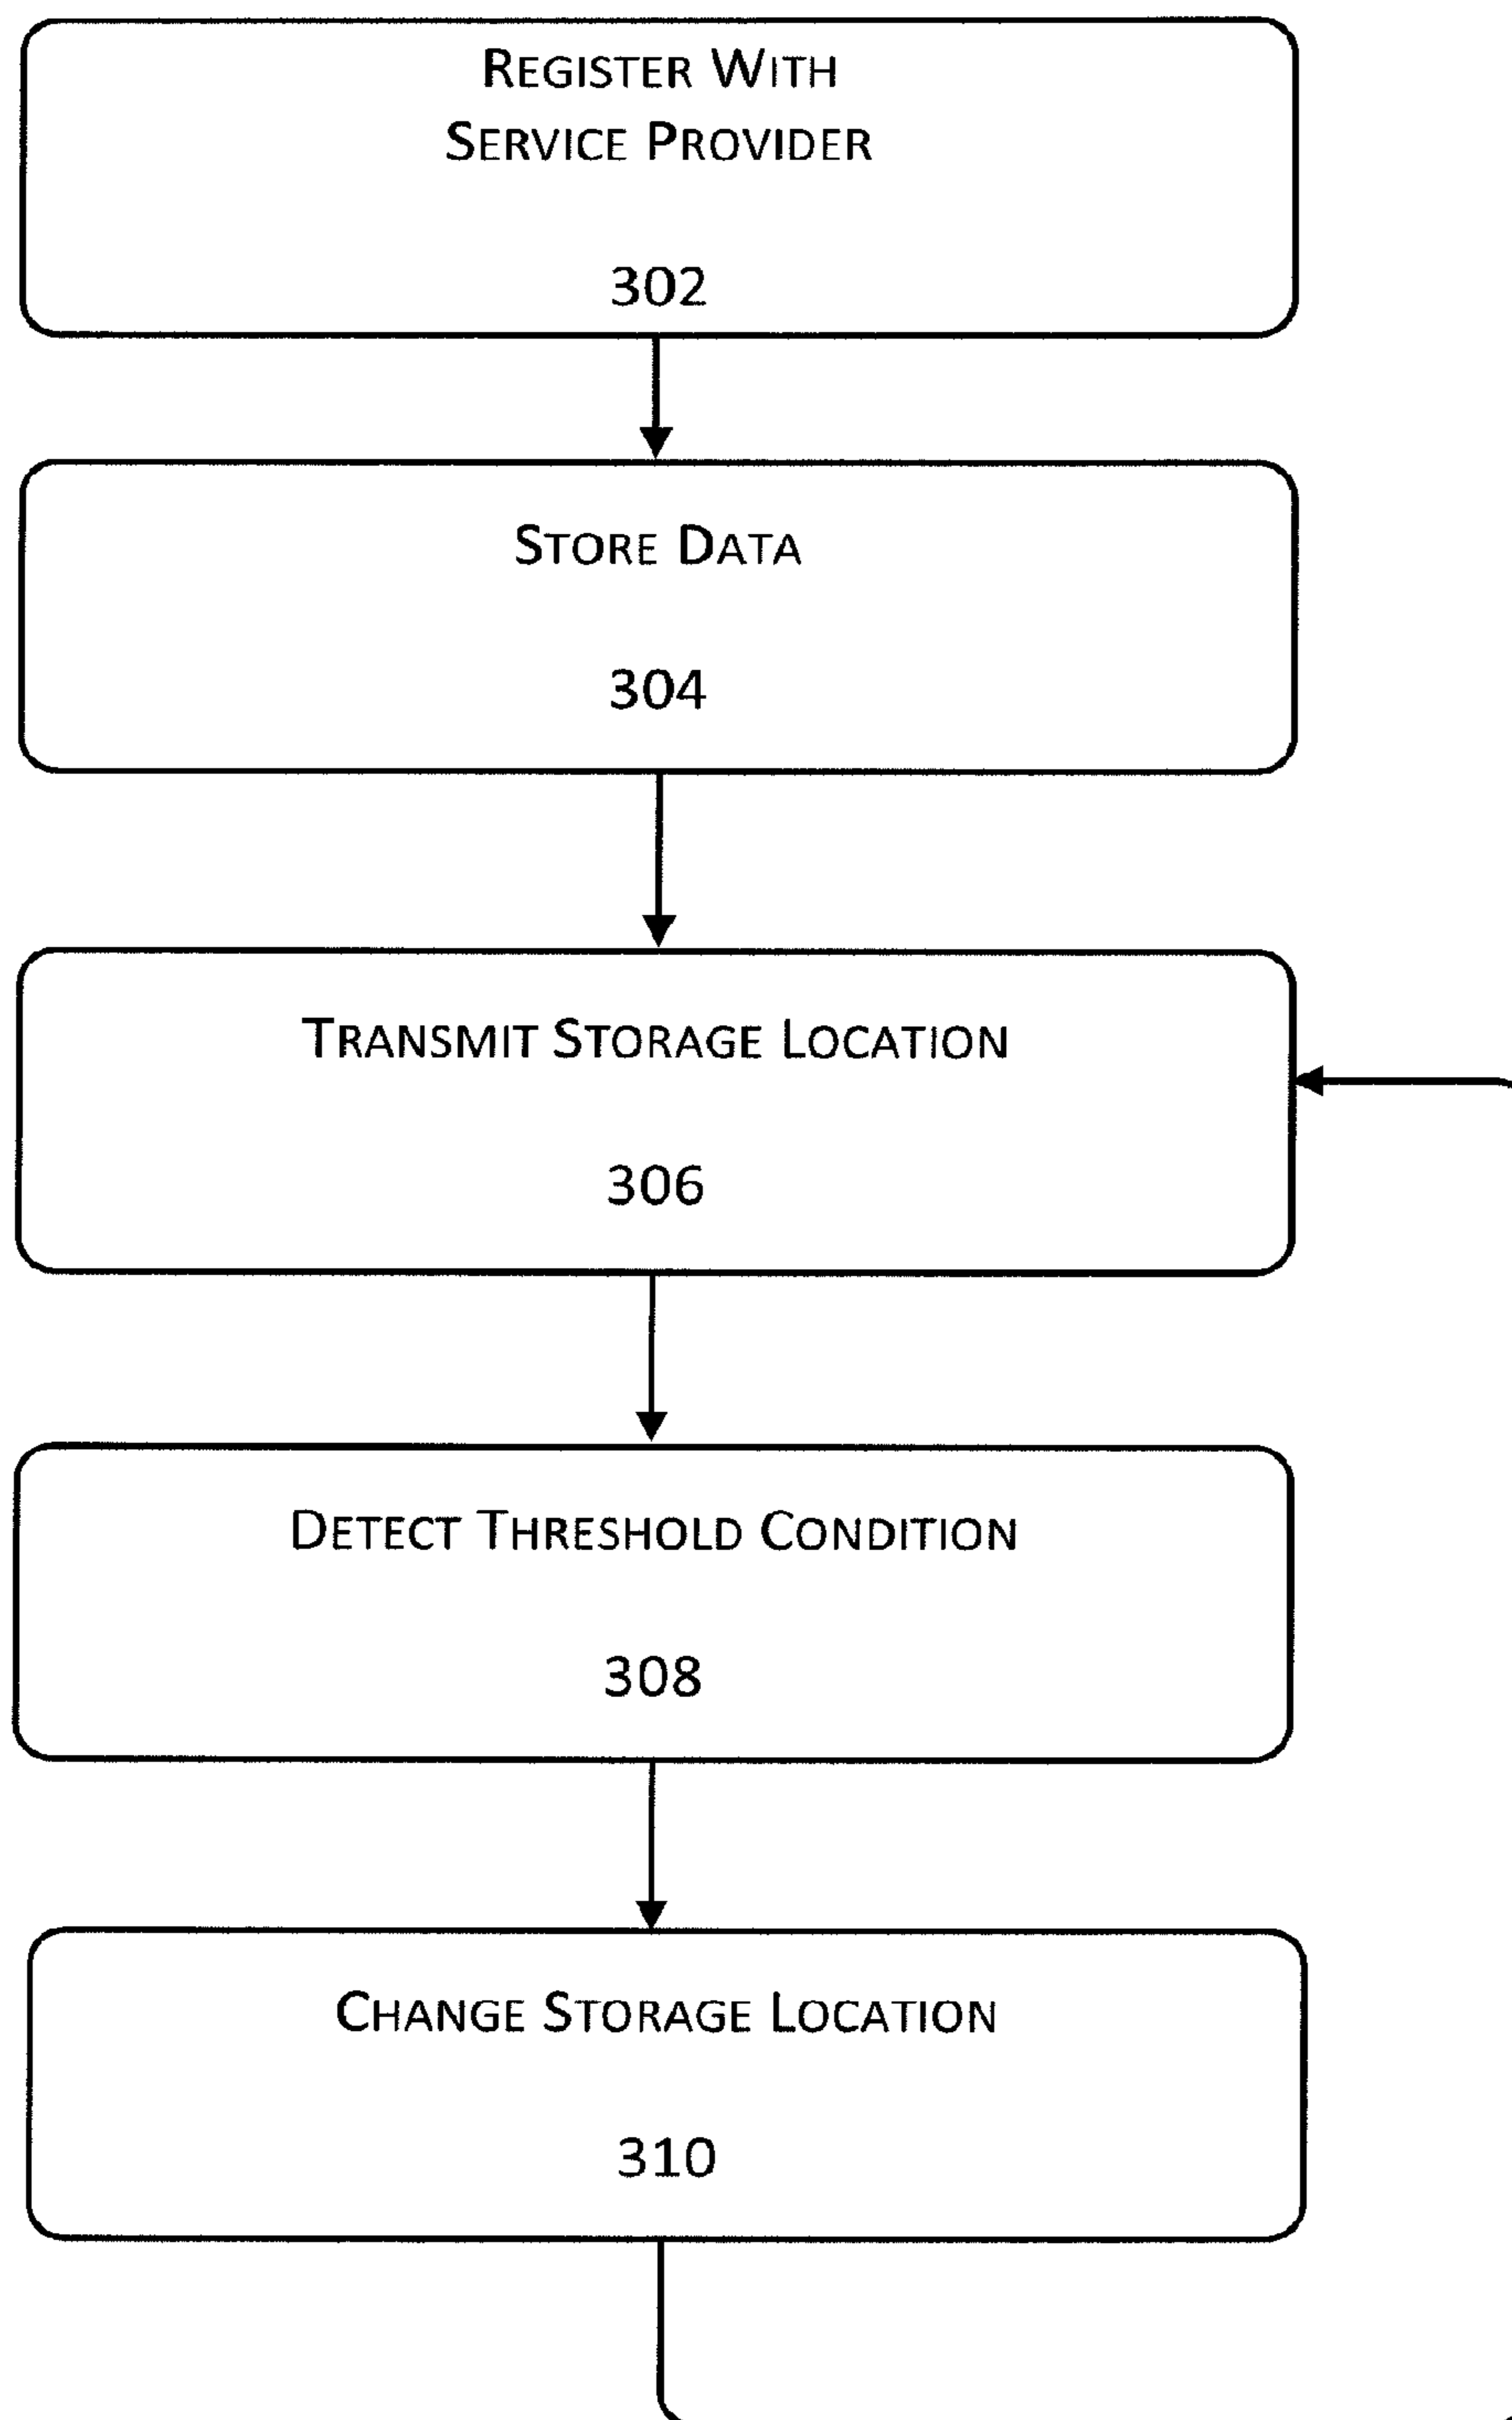 REGISTER WITH
SERVICE PROVIDER
302
STORE DATA
304
TRANSMIT STORAGE LOCATION
306
DETECT THRESHOLD CONDITION
308
CHANGE STORAGE LOCATION
310